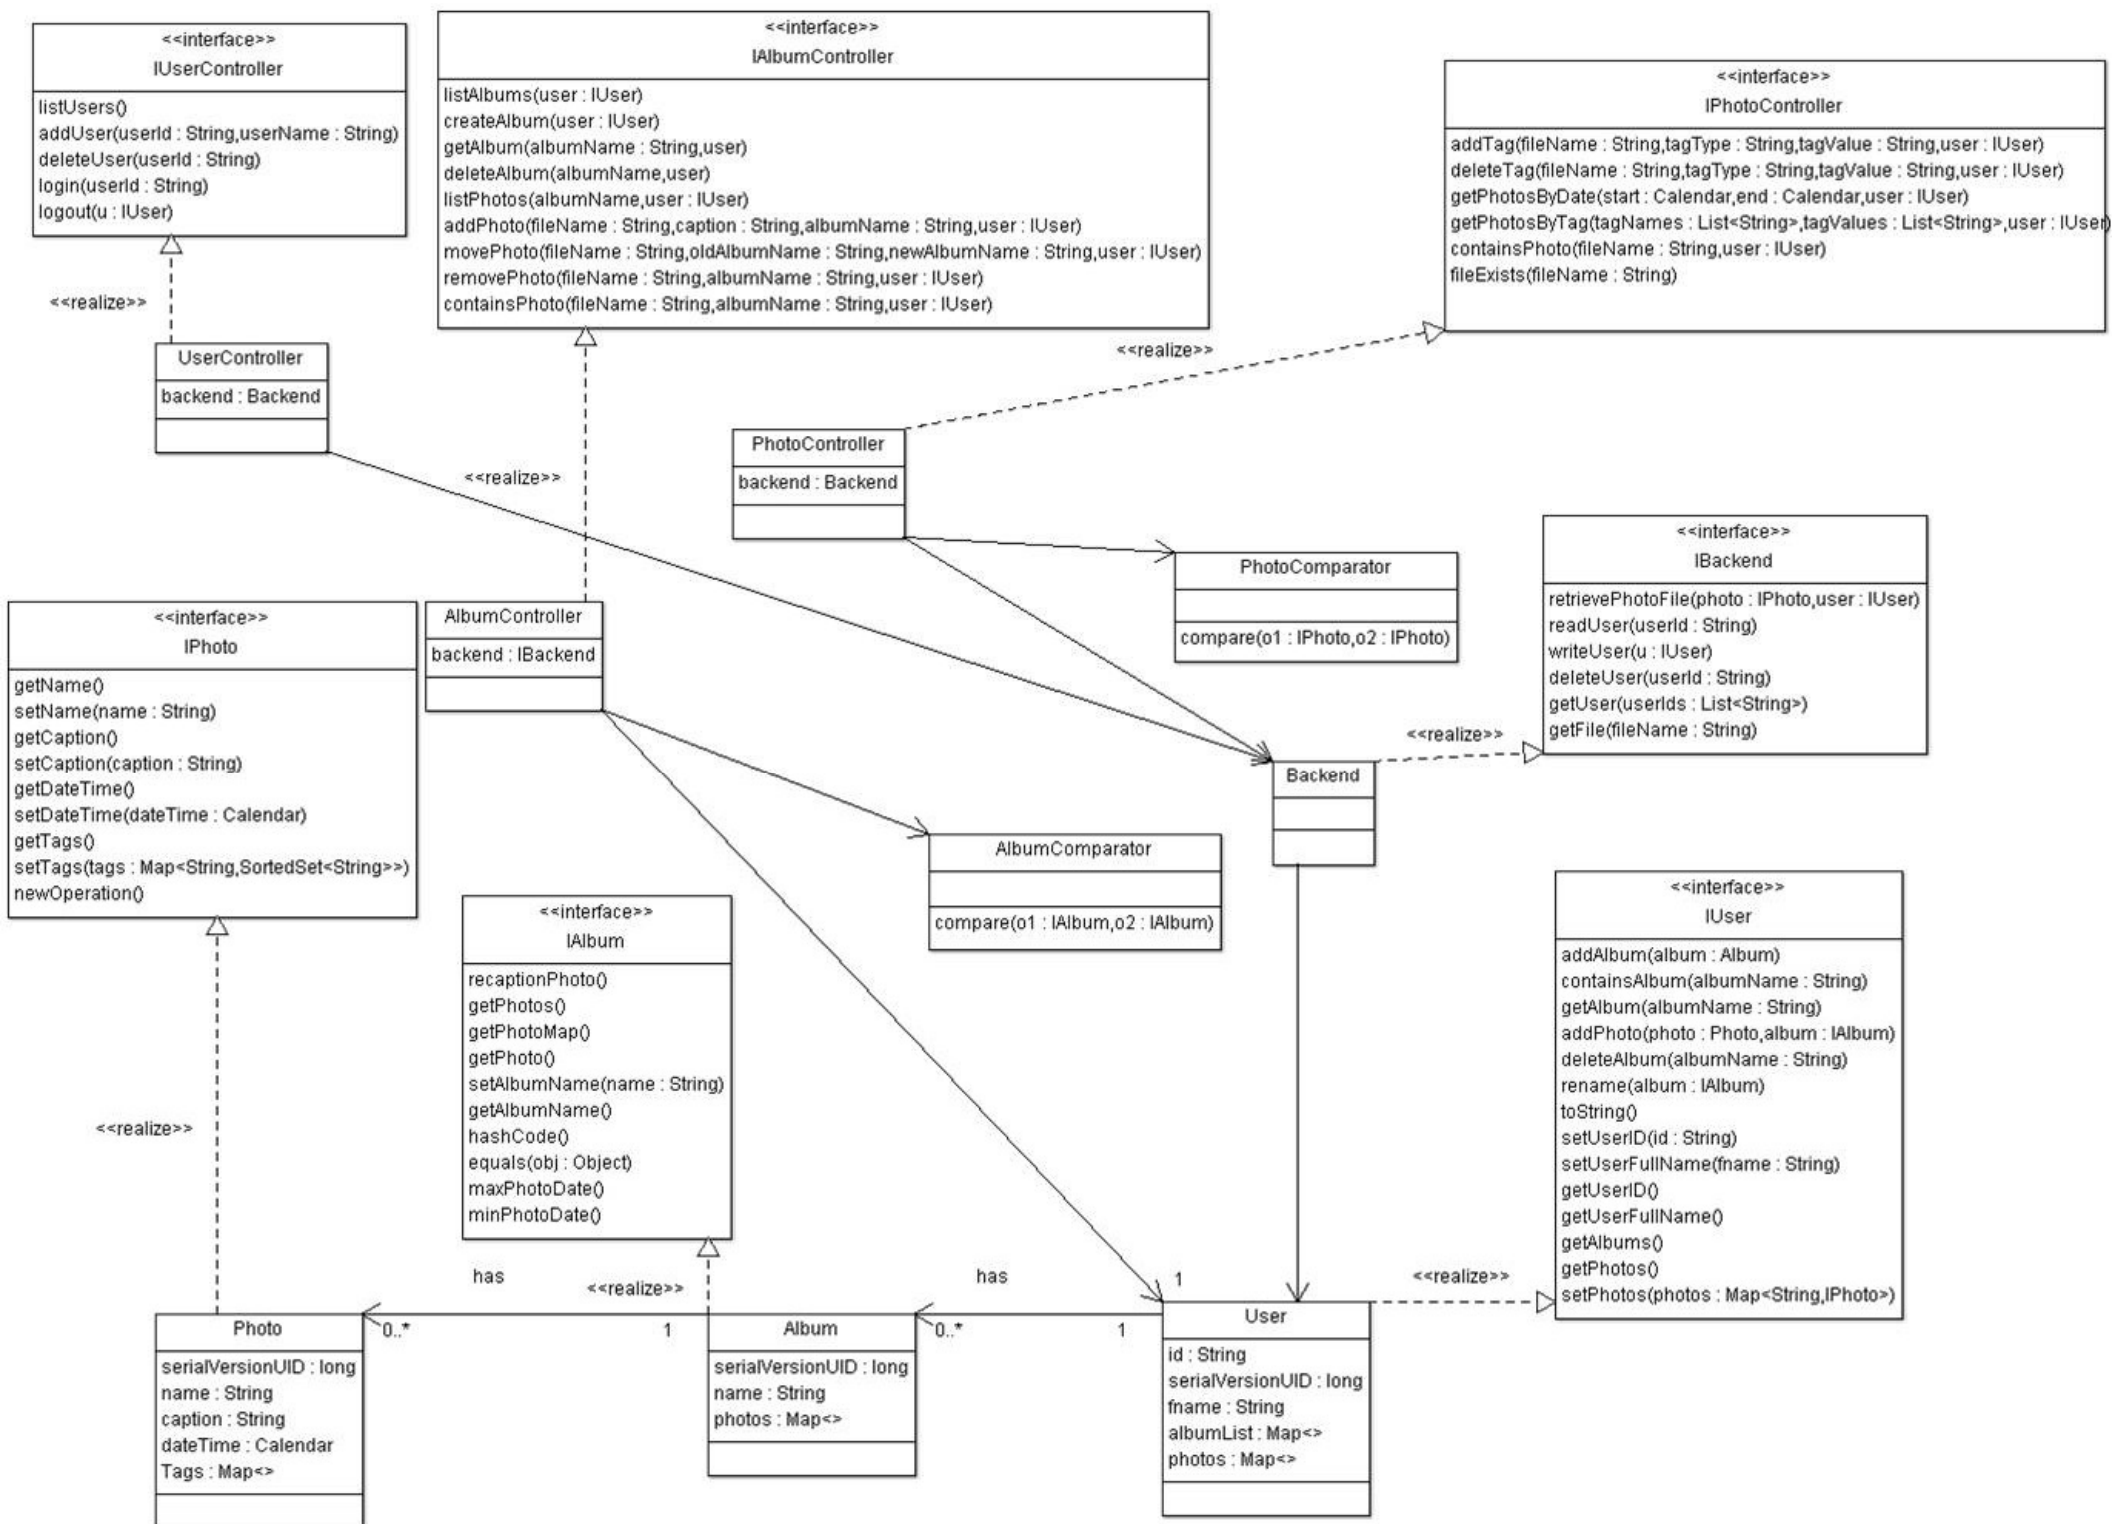 <<interface>>
IUserController
listUsers()
addUser(userId : String,userName : String)
deleteUser(userId : String)
login(userId : String)
logout(u : IUser)
<<interface>>
IAlbumController
listAlbums(user : IUser)
createAlbum(user : IUser)
getAlbum(albumName : String,user)
deleteAlbum(albumName,user)
listPhotos(albumName,user : IUser)
addPhoto(fileName : String,caption : String,albumName : String,user : IUser)
movePhoto(fileName : String,oldAlbumName : String,newAlbumName : String,user : IUser)
removePhoto(fileName : String,albumName : String,user : IUser)
containsPhoto(fileName : String,albumName : String,user : IUser)
<<interface>>
IPhotoController
addTag(fileName : String,tagType : String,tagValue : String,user : IUser)
deleteTag(fileName : String,tagType : String,tagValue : String,user : IUser)
getPhotosByDate(start : Calendar,end : Calendar,user : IUser)
getPhotosByTag(tagNames : List<String>,tagValues : List<String>,user : IUser)
containsPhoto(fileName : String,user : IUser)
fileExists(fileName : String)
<<realize>>
<<realize>>
UserController
backend : Backend
<<realize>>
PhotoController
backend : Backend
PhotoComparator
compare(o1 : IPhoto,o2 : IPhoto)
<<interface>>
IBackend
retrievePhotoFile(photo : IPhoto,user : IUser)
readUser(userId : String)
writeUser(u : IUser)
deleteUser(userId : String)
getUser(userIds : List<String>)
getFile(fileName : String)
<<interface>>
IPhoto
getName()
setName(name : String)
getCaption()
setCaption(caption : String)
getDateTime()
setDateTime(dateTime : Calendar)
getTags()
setTags(tags : Map<String,SortedSet<String>>)
newOperation()
AlbumController
backend : IBackend
<<realize>>
Backend
AlbumComparator
compare(o1 : IAlbum,o2 : IAlbum)
<<interface>>
IAlbum
recaptionPhoto()
getPhotos()
getPhotoMap()
getPhoto()
setAlbumName(name : String)
getAlbumName()
hashCode()
equals(obj : Object)
maxPhotoDate()
minPhotoDate()
<<interface>>
IUser
addAlbum(album : Album)
containsAlbum(albumName : String)
getAlbum(albumName : String)
addPhoto(photo : Photo,album : IAlbum)
deleteAlbum(albumName : String)
rename(album : IAlbum)
toString()
setUserID(id : String)
setUserFullName(fname : String)
getUserID()
getUserFullName()
getAlbums()
getPhotos()
setPhotos(photos : Map<String,IPhoto>)
<<realize>>
has
<<realize>>
has
1
<<realize>>
Photo
serialVersionUID : long
name : String
caption : String
dateTime : Calendar
Tags : Map<>
0..*
1
Album
serialVersionUID : long
name : String
photos : Map<>
0..*
1
User
id : String
serialVersionUID : long
fname : String
albumList : Map<>
photos : Map<>